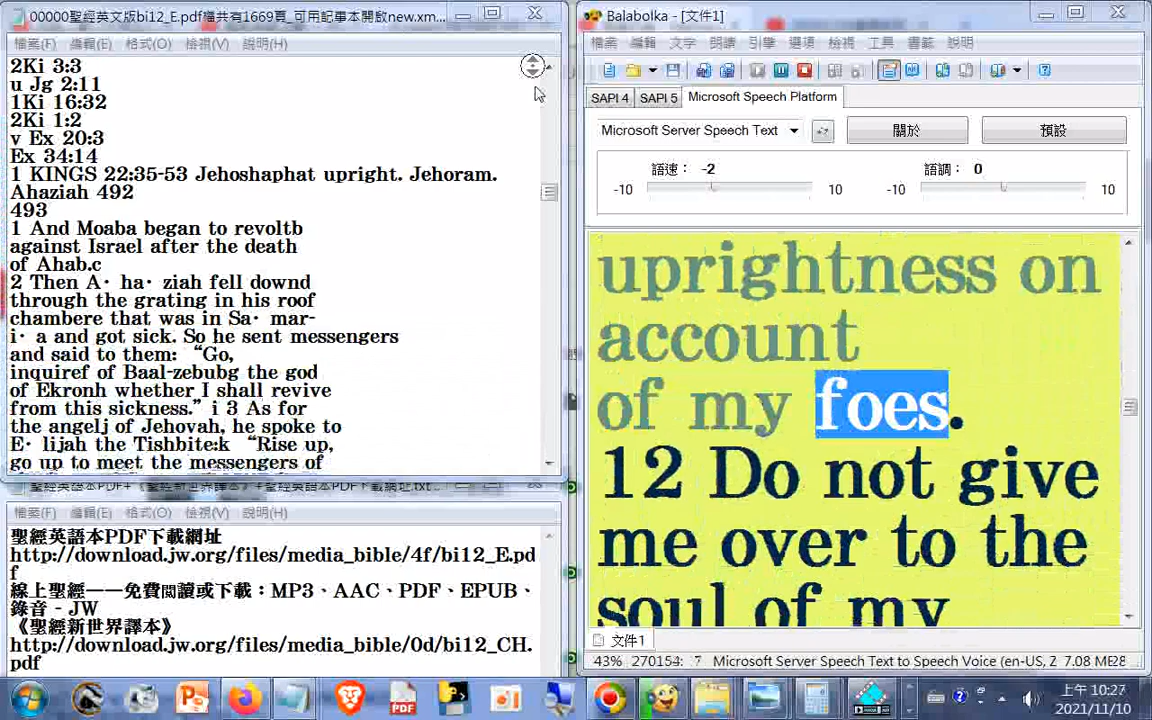 00000聖經英文版bi12_E.pdf檔共有1669頁_可用記事本開啟new.xm...
檔案(F) 編輯(E) 格式(O) 檢視(V) 說明(H)
2Ki 3:3
u Jg 2:11
1Ki 16:32
2Ki 1:2
v Ex 20:3
Ex 34:14
1 KINGS 22:35-53 Jehoshaphat upright. Jehoram.
Ahaziah 492
493
1 And Moaba began to revoltb
against Israel after the death
of Ahab.c
2 Then A· ha· ziah fell downd
through the grating in his roof
chambere that was in Sa· mar-
i· a and got sick. So he sent messengers
and said to them: “Go,
inquiref of Baal-zebubg the god
of Ekronh whether I shall revive
from this sickness.” i 3 As for
the angelj of Jehovah, he spoke to
E· lijah the Tishbite:k “Rise up,
go up to meet the messengers of
檔案(F) 編輯(E) 格式(O) 檢視(V) 說明(H)
聖經英語本PDF下載網址
http://download.jw.org/files/media_bible/4f/bi12_E.pd
f
線上聖經——免費閱讀或下載：MP3、AAC、PDF、EPUB、
錄音 - JW
《聖經新世界譯本》
http://download.jw.org/files/media_bible/0d/bi12_CH.
pdf
Balabolka - [文件1]
檔案 編輯 文字 朗讀 引擎 選項 檢視 工具 書籤 說明
SAPI 4 SAPI 5 Microsoft Speech Platform
Microsoft Server Speech Text 關於 預設
語速： -2 語調： 0
-10 10 -10 10
uprightness on
account
of my foes.
12 Do not give
me over to the
soul of my
文件1
43% 270154: 7 Microsoft Server Speech Text to Speech Voice (en-US, Z 7.08 ME28
上午 10:27
2021/11/10